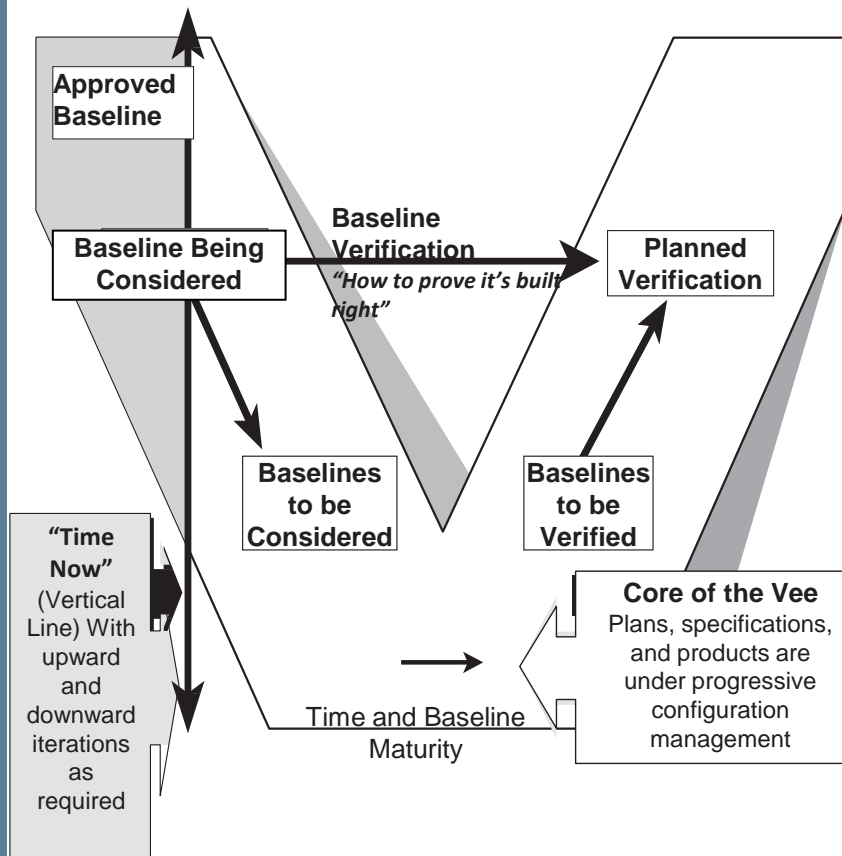 Approved
Baseline
Baseline Being
Considered
Baseline
Verification
“How to prove it’s built
right”
Planned
Verification
Baselines
to be
Considered
Baselines
to be
Verified
“Time
Now”
(Vertical
Line) With
upward
and
downward
iterations
as
required
Time and Baseline
Maturity
Core of the Vee
Plans, specifications,
and products are
under progressive
configuration
management